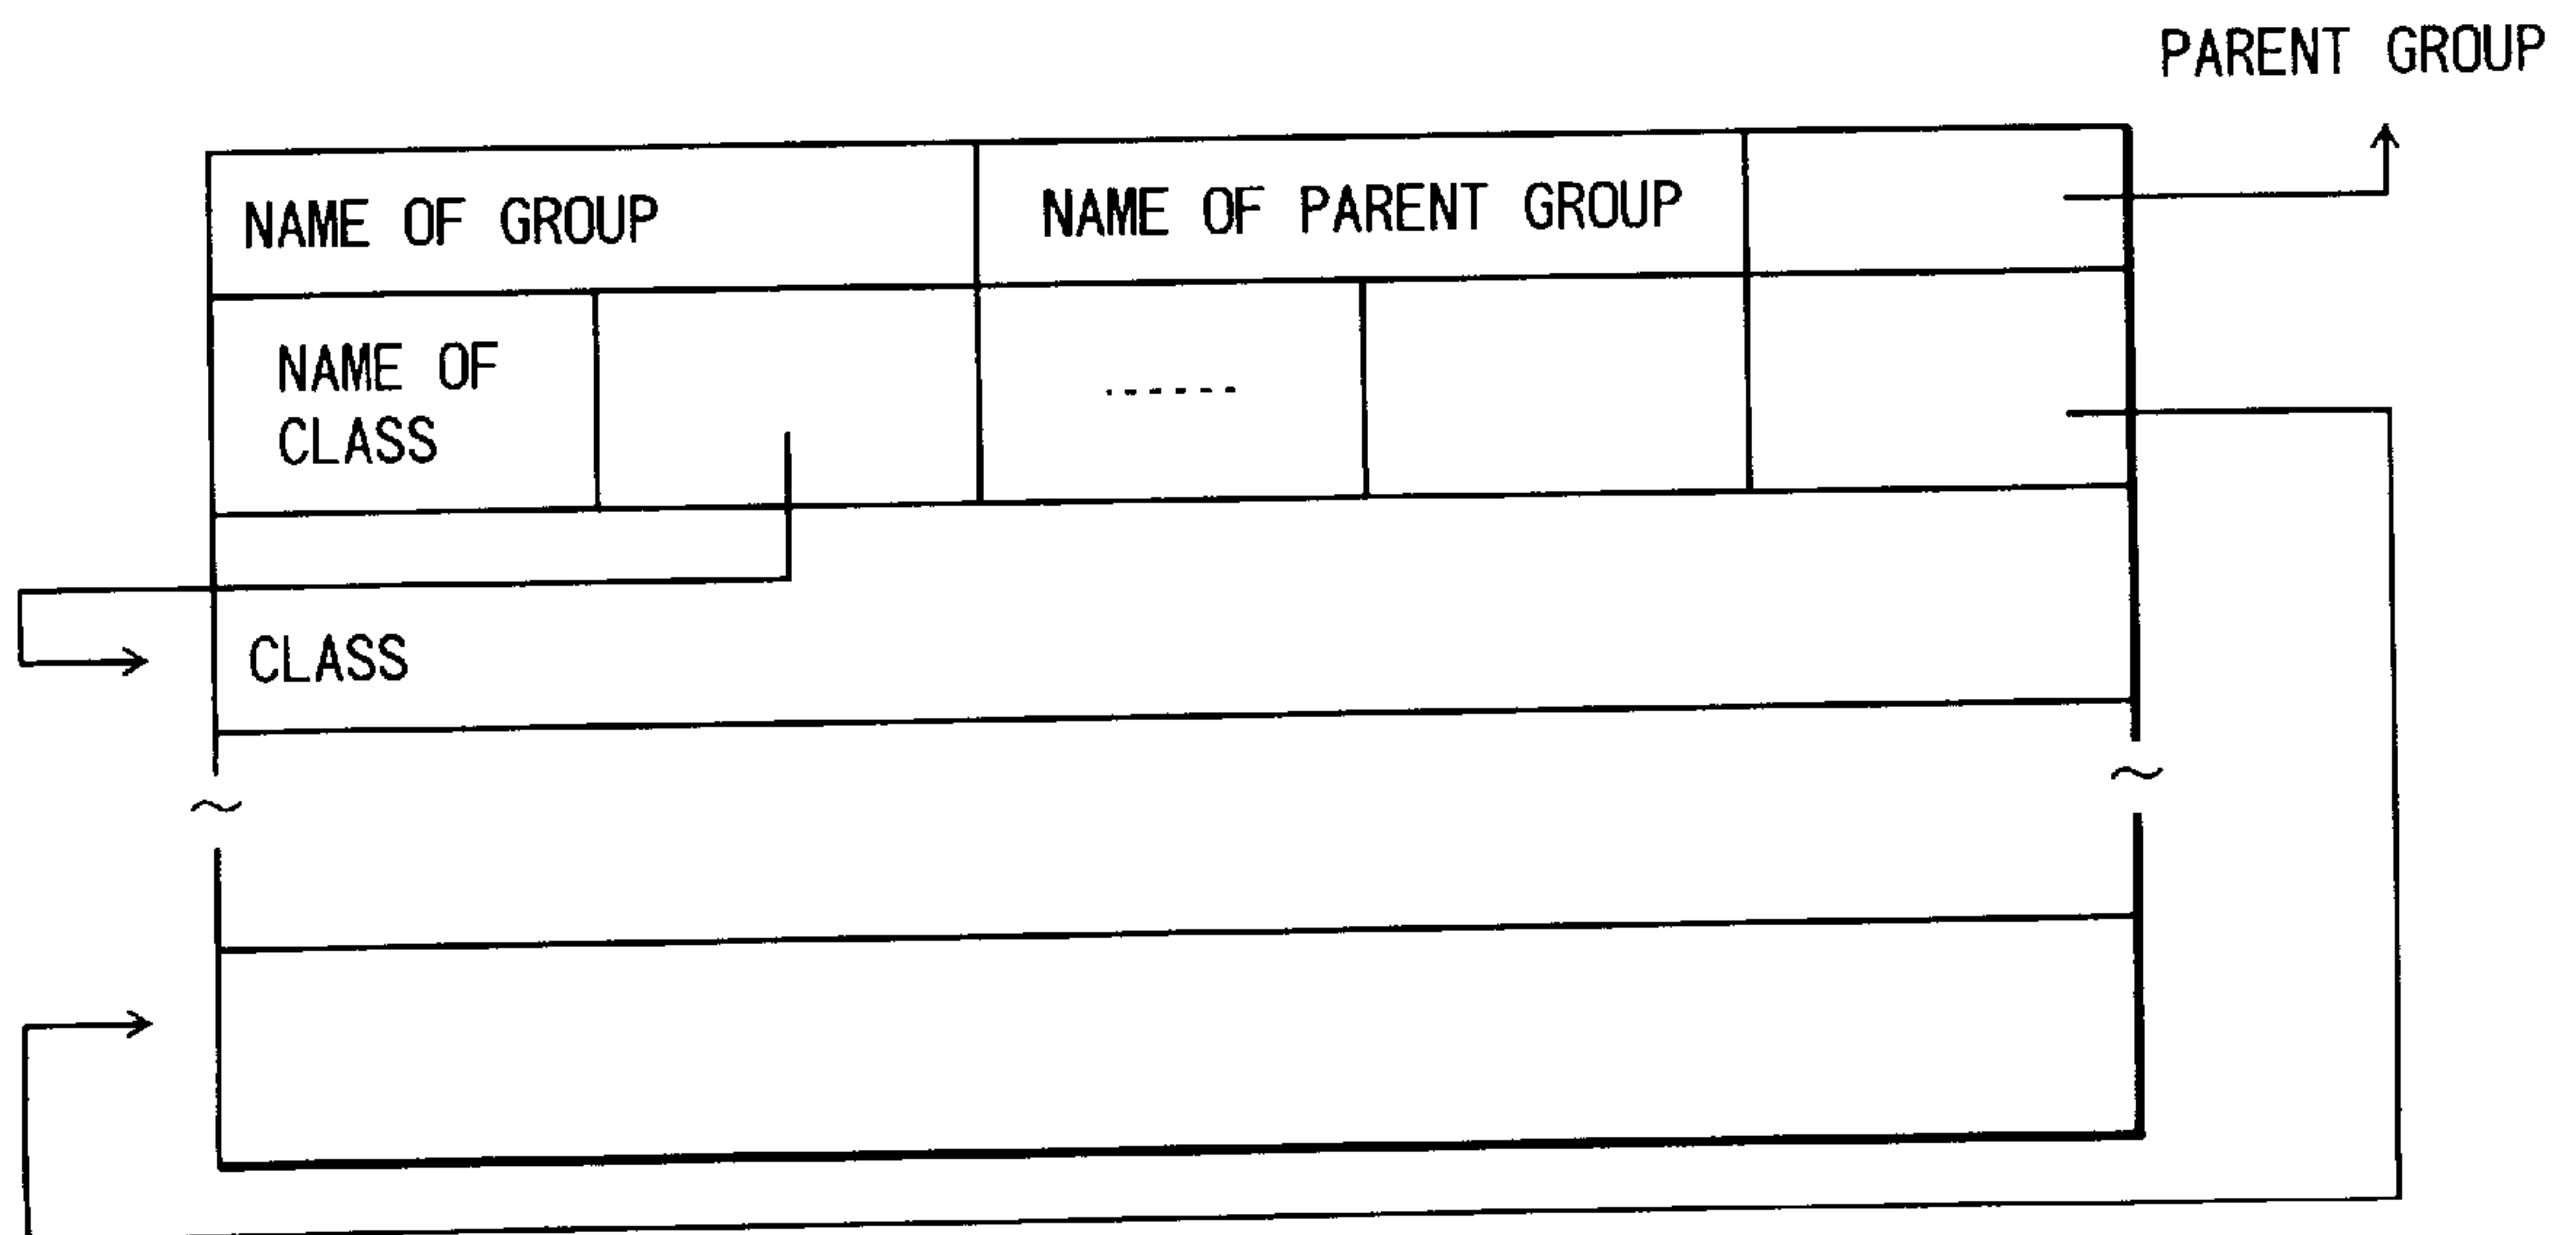 PARENT GROUP
NAME OF GROUP
NAME OF PARENT GROUP
NAME OF
CLASS
------
CLASS